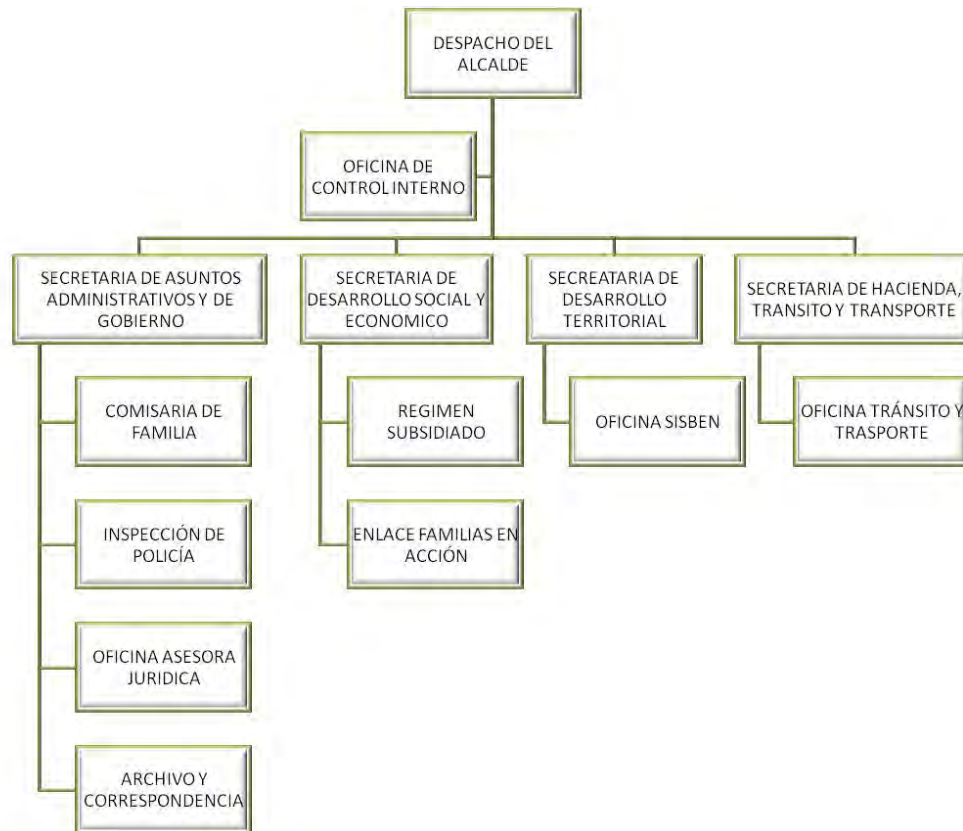 DESPACHO DEL
ALCALDE
OFICINA DE
CONTROL INTERNO
SECRETARIA DE ASUNTOS
ADMINISTRATIVOS Y DE
GOBIERNO
SECRETARIA DE
DESARROLLO SOCIAL Y
ECONOMICO
SECREATARIA DE
DESARROLLO
TERRITORIAL
SECRETARIA DE HACIENDA,
TRANSITO Y TRANSPORTE
COMISARIA DE
FAMILIA
REGIMEN
SUBSIDIADO
OFICINA SISBEN
OFICINA TRÁNSITO Y
TRASPORTE
INSPECCIÓN DE
POLICÍA
ENLACE FAMILIAS EN
ACCIÓN
OFICINA ASESORA
JURIDICA
ARCHIVO Y
CORRESPONDENCIA